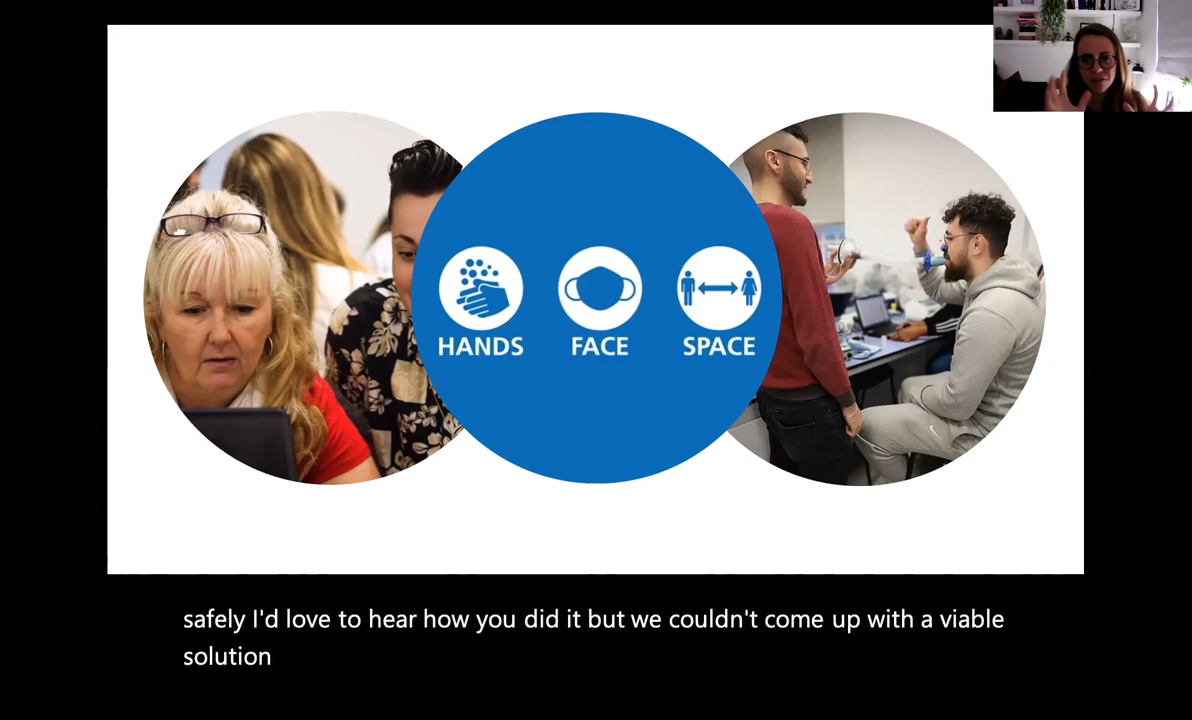 HANDS FACE SPACE
safely I'd love to hear how you did it but we couldn't come up with a viable
solution